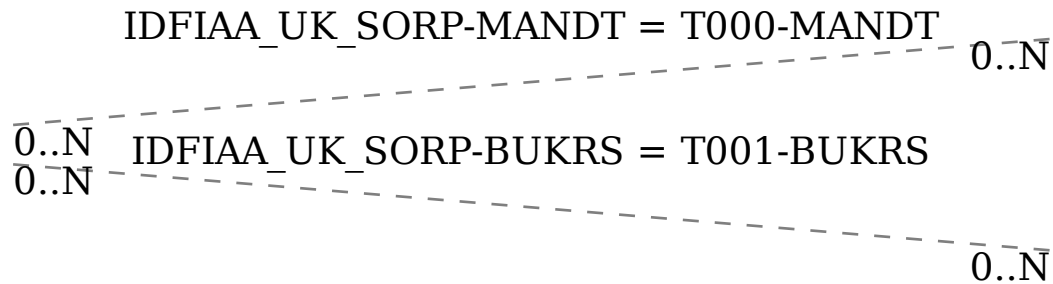 IDFIAA_UK_SORP-MANDT = T000-MANDT
0..N
0..N
IDFIAA_UK_SORP-BUKRS = T001-BUKRS
0..N
0..N